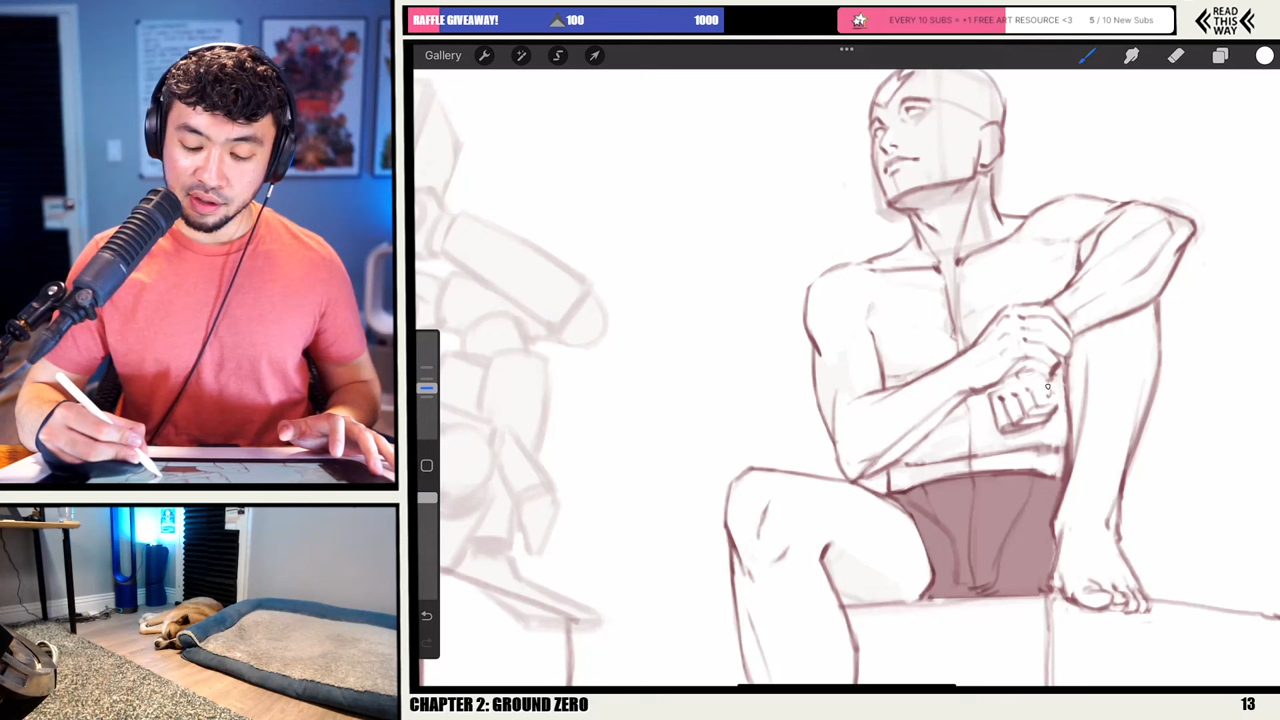 RAFFLE GIVEAWAY! 100 1000
EVERY 10 SUBS = +1 FREE ART RESOURCE <3 5 / 10 New Subs
READ
THIS
WAY
Gallery
CHAPTER 2: GROUND ZERO
13